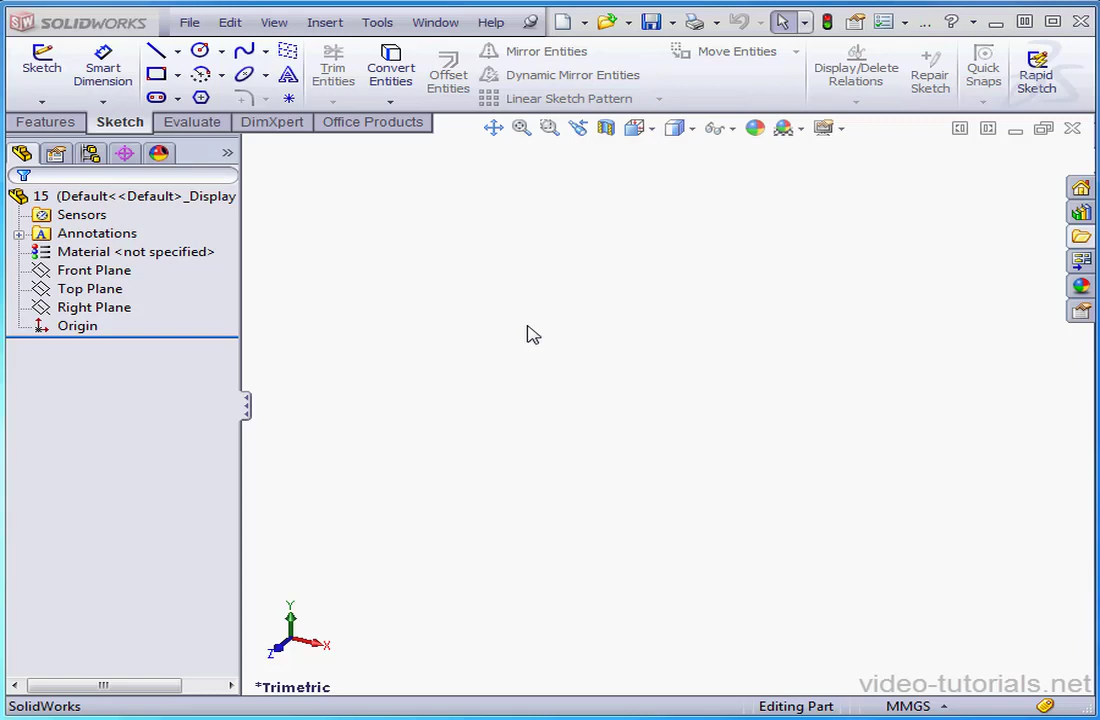 SW SOLIDWORKS File Edit View Insert Tools Window Help ... ?
Sketch Smart Dimension Trim Entities Convert Entities Offset Entities Mirror Entities Move Entities Display/Delete Relations Repair Sketch Quick Snaps Rapid Sketch
Dynamic Mirror Entities
Linear Sketch Pattern
Features Sketch Evaluate DimXpert Office Products
»
15 (Default<<Default>_Display
Sensors
A Annotations
Material <not specified>
Front Plane
Top Plane
Right Plane
Origin
Y
X
Z
*Trimetric
video-tutorials.net
SolidWorks Editing Part MMGS